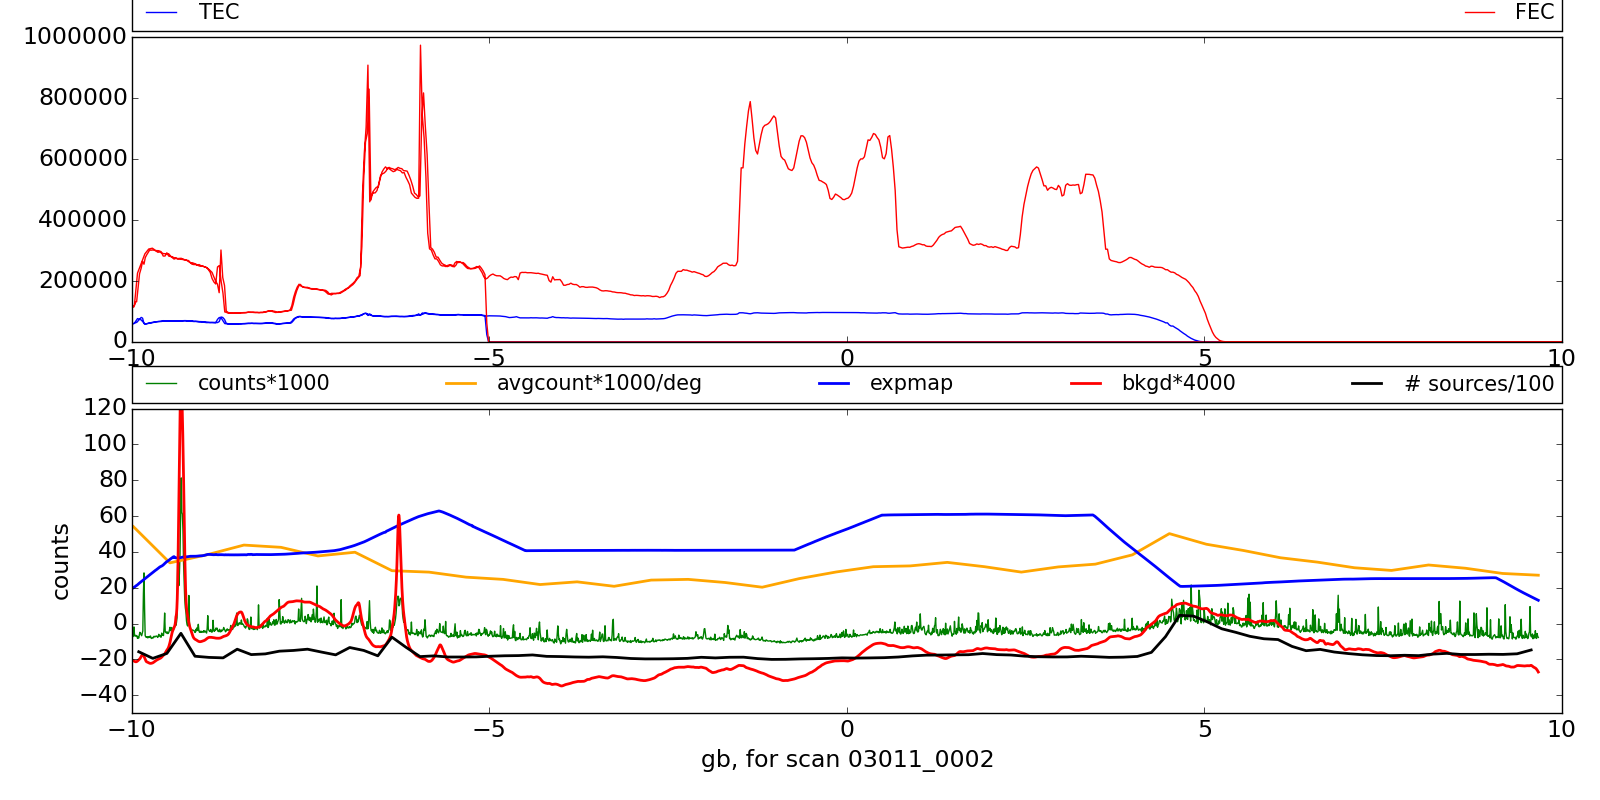 TEC FEC
1000000
800000
600000
400000
200000
0
−10 −5 0 5 10
counts*1000 avgcount*1000/deg expmap bkgd*4000 # sources/100
120
100
80
60
40
20
0
−20
−40
counts
−10 −5 0 5 10
gb, for scan 03011_0002